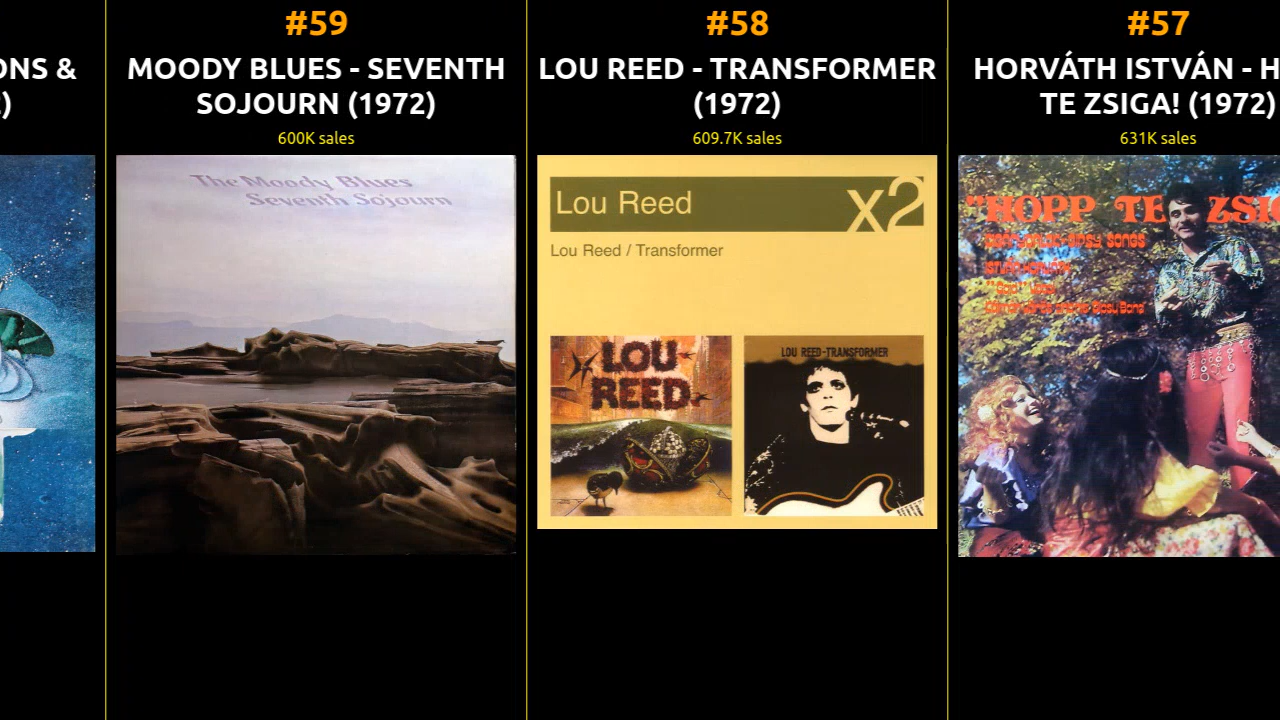 ONS &
)
#59
MOODY BLUES - SEVENTH
SOJOURN (1972)
600K sales
The Moody Blues
Seventh Sojourn
#58
LOU REED - TRANSFORMER
(1972)
609.7K sales
Lou Reed
x2
Lou Reed / Transformer
LOU
REED
LOU REED-TRANSFORMER
#57
HORVÁTH ISTVÁN - H
TE ZSIGA! (1972)
631K sales
"HOPP TE ZSI